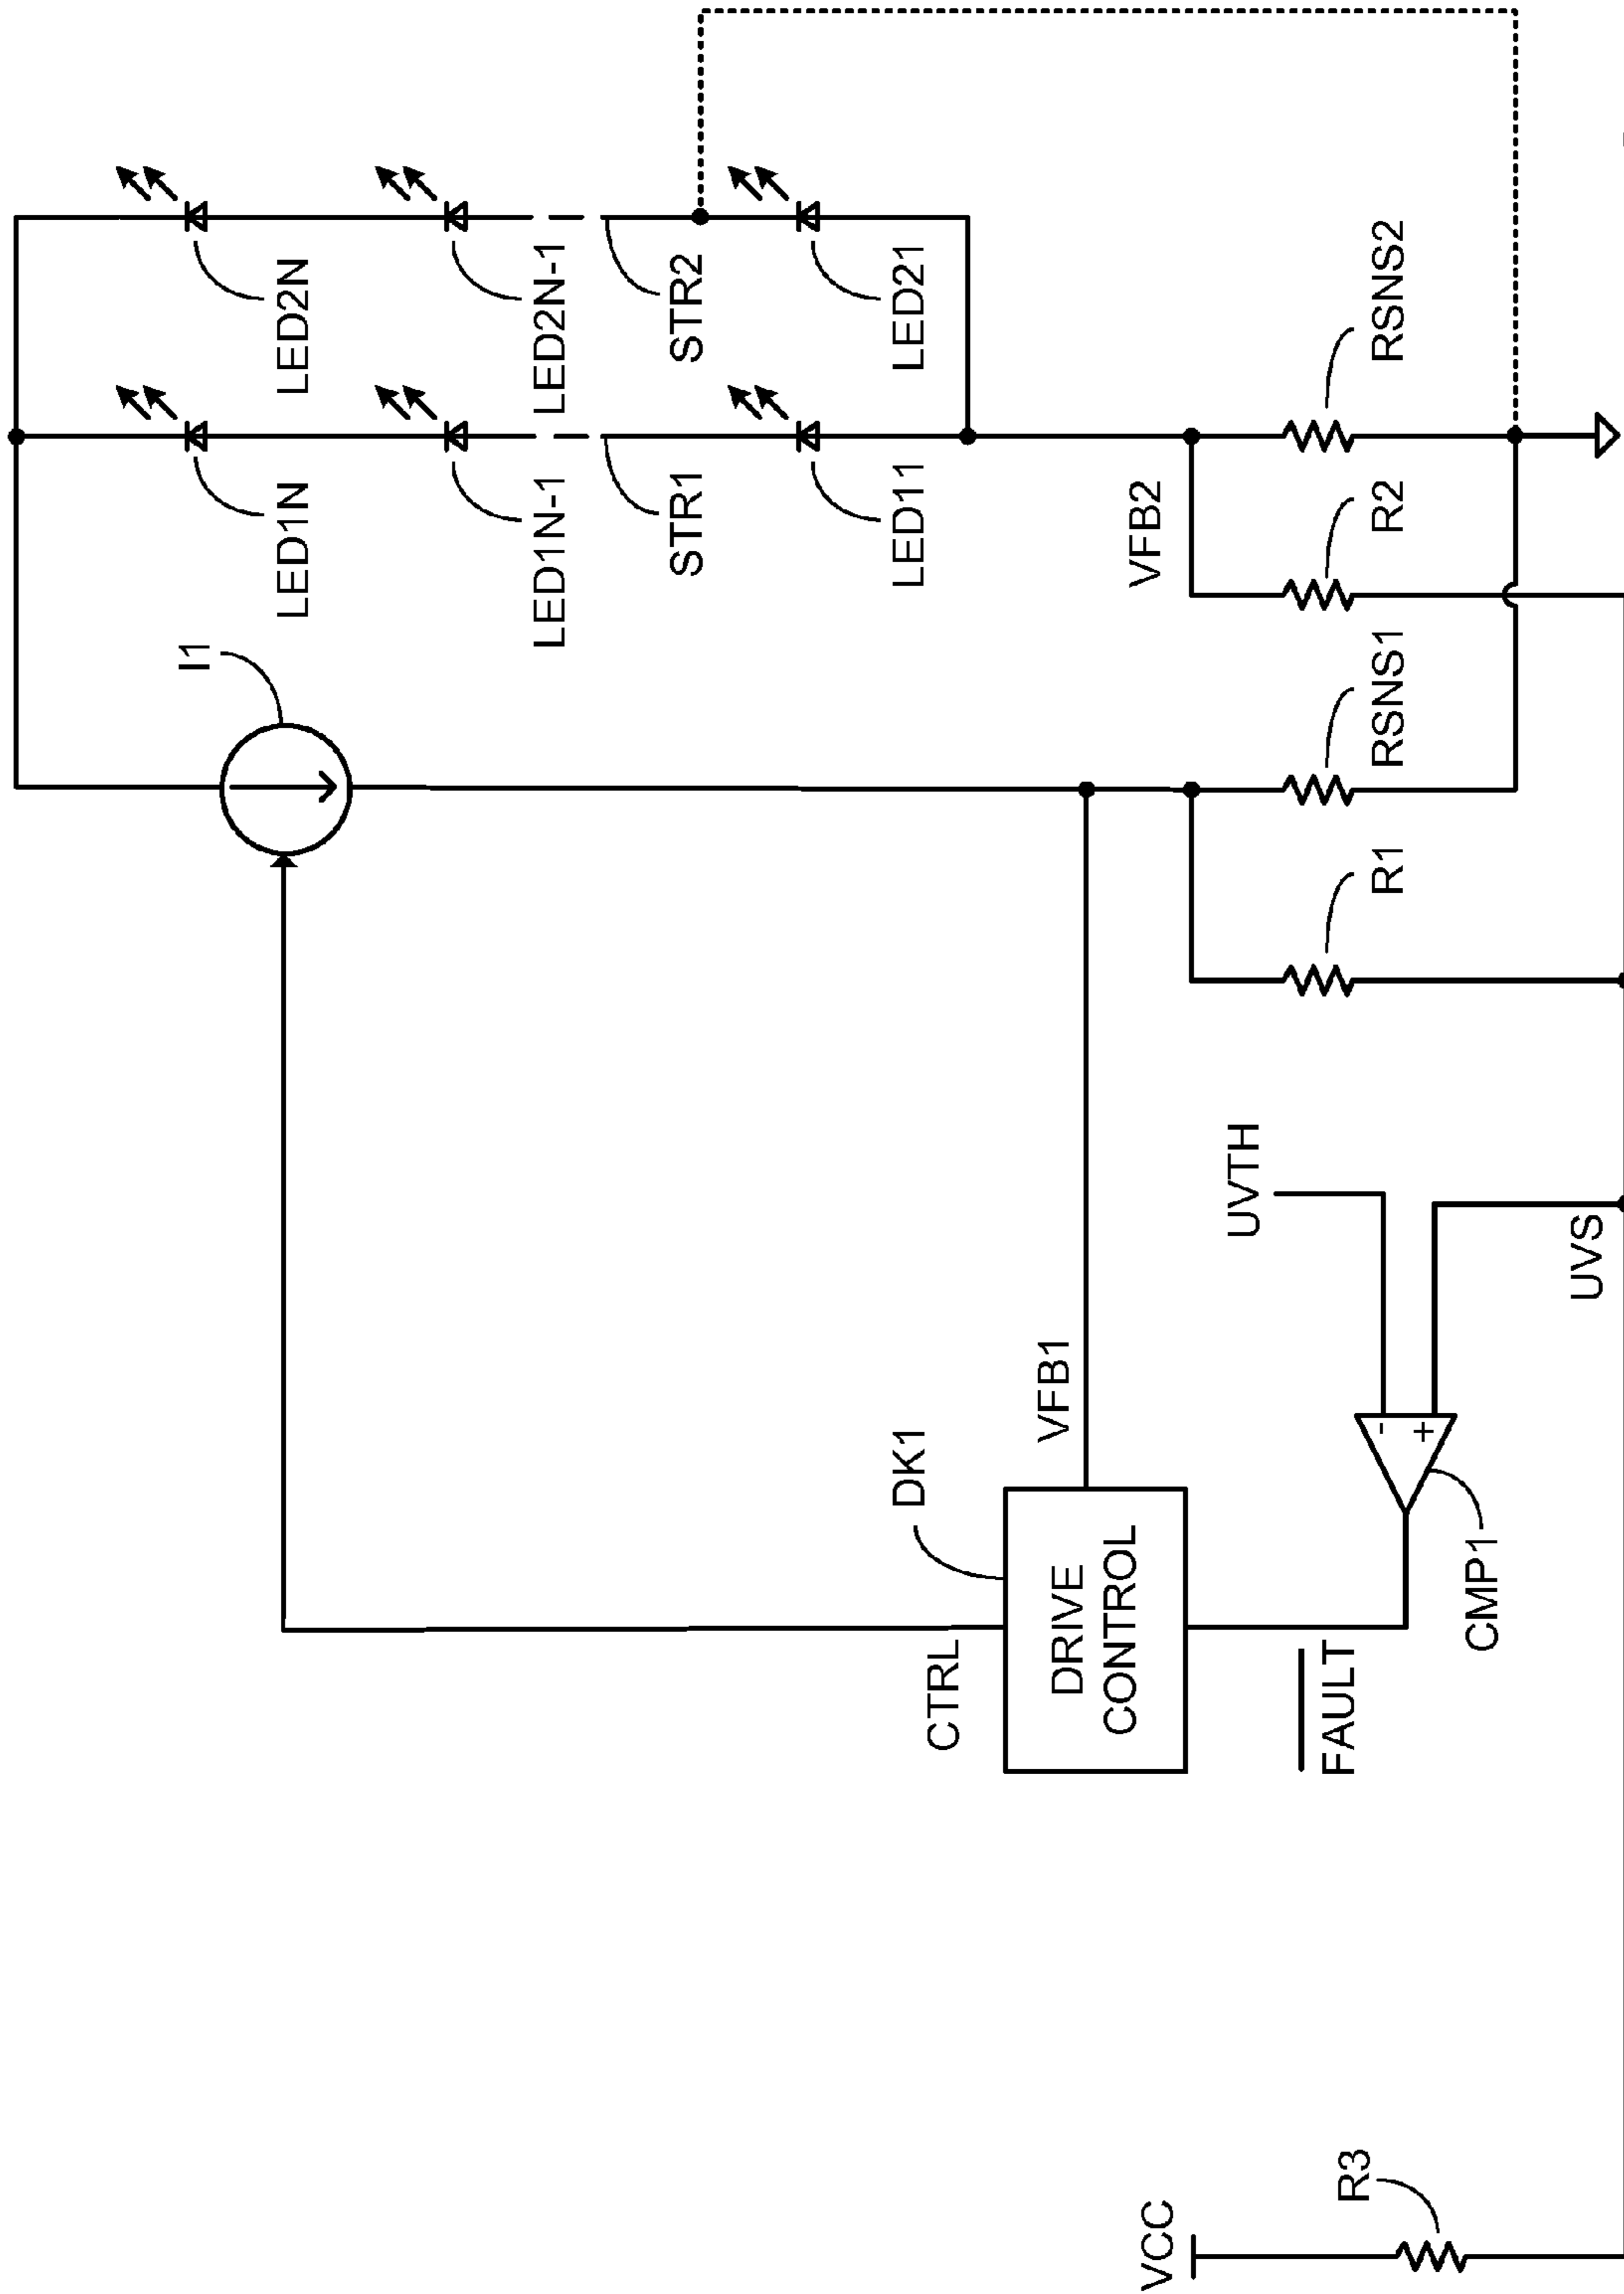 I1
LED1N
LED2N
LED1N-1
LED2N-1
STR1
STR2
LED11
LED21
CTRL
DK1
DRIVE
CONTROL
VFB1
VFB2
VCC
FAULT
UVTH
R3
R1
RSNS1
R2
RSNS2
-
+
CMP1
UVS